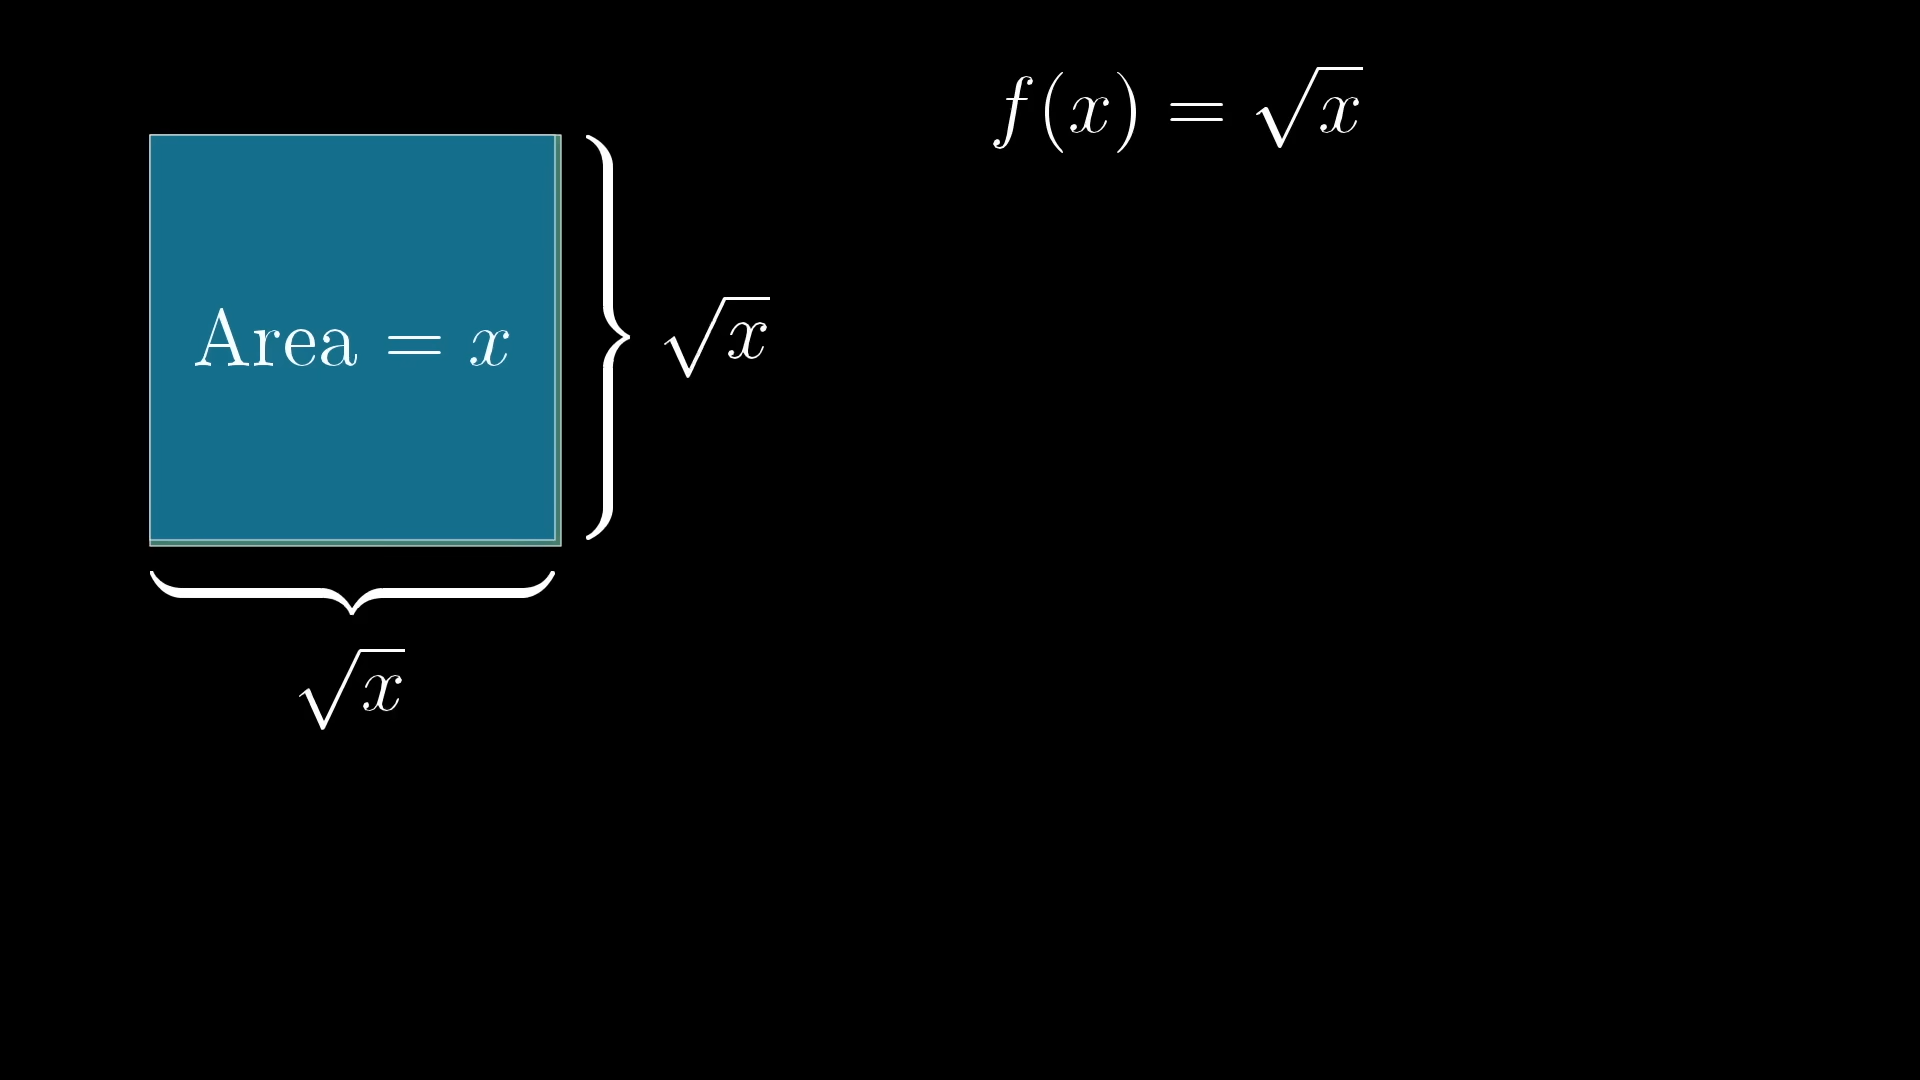 f(x) = √x
Area = x
√x
√x